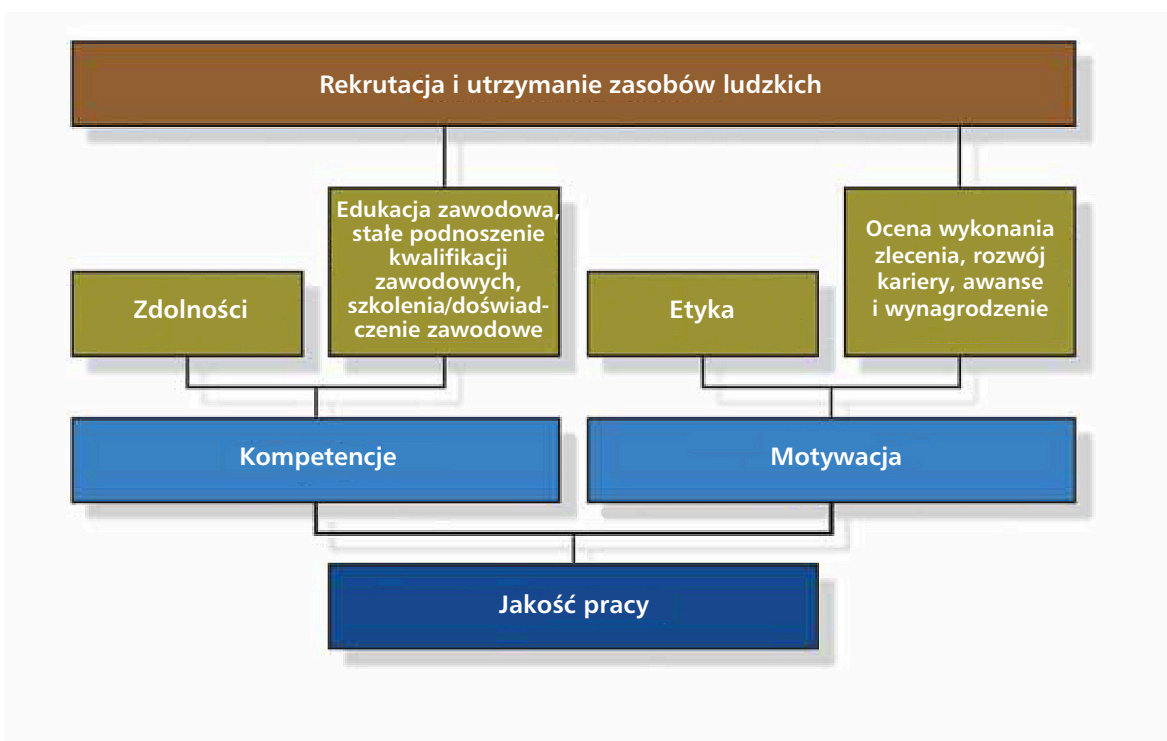 Rekrutacja i utrzymanie zasobów ludzkich
Edukacja zawodowa,
stałe podnoszenie
kwalifikacji
zawodowych,
szkolenia/doświad-
czenie zawodowe
Ocena wykonania
zlecenia, rozwój
kariery, awanse
i wynagrodzenie
Zdolności
Etyka
Kompetencje
Motywacja
Jakość pracy